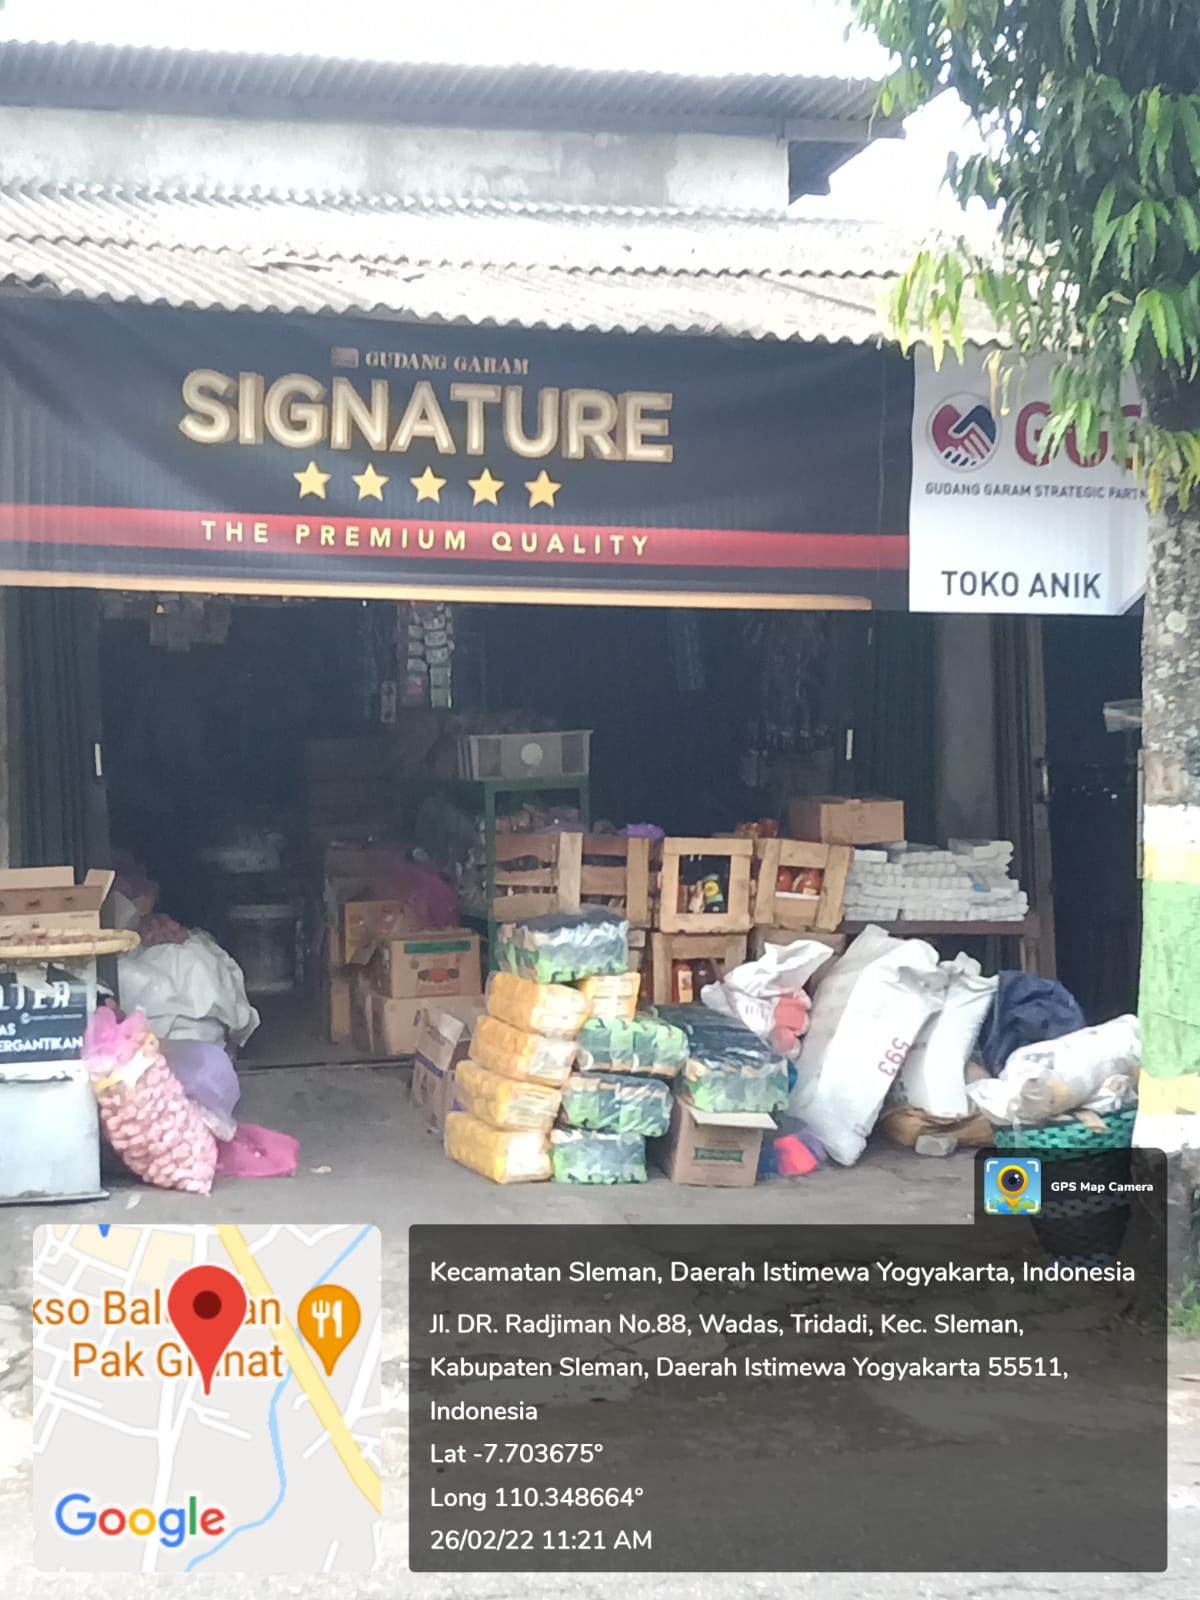 GUDANG GARAM
SIGNATURE
THE PREMIUM QUALITY
GUDANG GARAM STRATEGIC
TOKO ANIK
593
GPS Map Camera
Pak
Google
Kecamatan Sleman, Daerah Istimewa Yogyakarta, Indonesia
Jl. DR. Radjiman No.88, Wadas, Tridadi, Kec. Sleman,
Kabupaten Sleman, Daerah Istimewa Yogyakarta 55511,
Indonesia
Lat -7.703675°
Long 110.348664°
26/02/22 11:21 AM